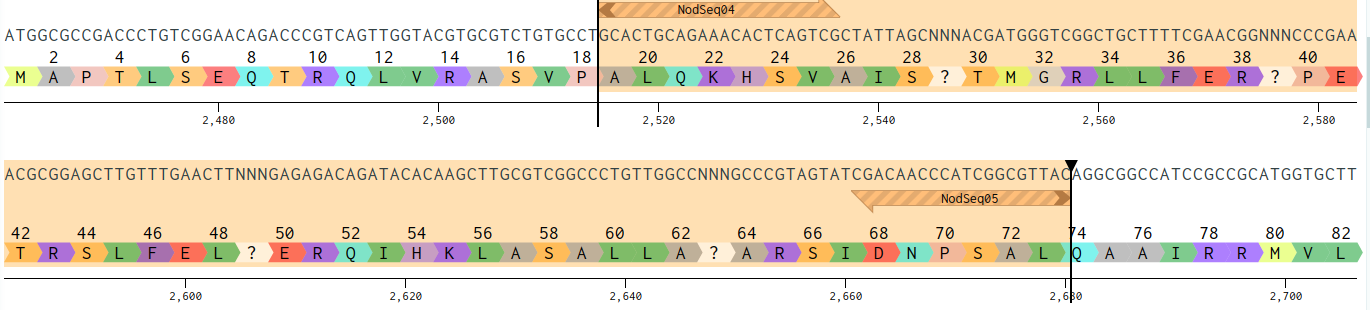 NodSeq04
ATGGCGCCGACCCTGTCGGAACAGACCCGTCAGTTGGTACGTGCGTCTGTGCCTGCACTGCAGAAACACTCAGTCGCTATTAGCNNNACGATGGGTCGGCTGCTTTTCGAACGGNNNCCCGAA
2 4 6 8 10 12 14 16 18 20 22 24 26 28 30 32 34 36 38 40
M A P T L S E Q T R Q L V R A S V P A L Q K H S V A I S ? T M G R L L F E R ? P E
2,480 2,500 2,520 2,540 2,560 2,580
ACGCGGAGCTTGTTTGAACTTNNNGAGAGACAGATACACAAGCTTGCGTCGGCCCTGTTGGCCNNNGCCCGTAGTATCGACAACCCATCGGCGTTACAGGCGGCCATCCGCCGCATGGTGCTT
NodSeq05
42 44 46 48 50 52 54 56 58 60 62 64 66 68 70 72 74 76 78 80 82
T R S L F E L ? E R Q I H K L A S A L L A ? A R S I D N P S A L Q A A I R R M V L
2,600 2,620 2,640 2,660 2,680 2,700